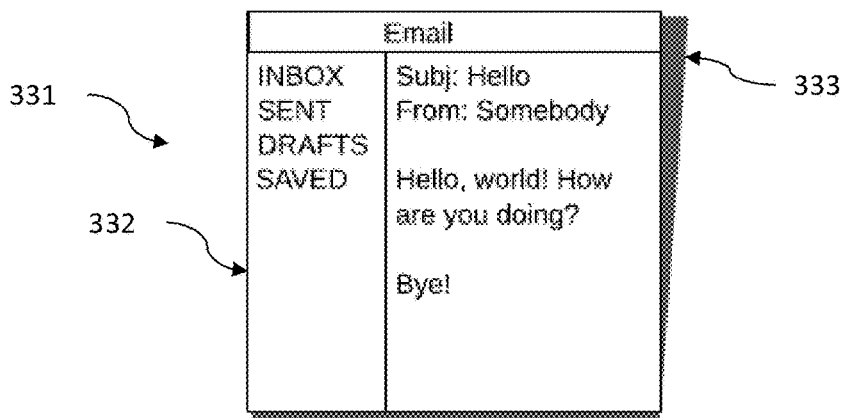 Email
INBOX
SENT
DRAFTS
SAVED
Subj: Hello
From: Somebody
Hello, world! How
are you doing?
Bye!
331
332
333